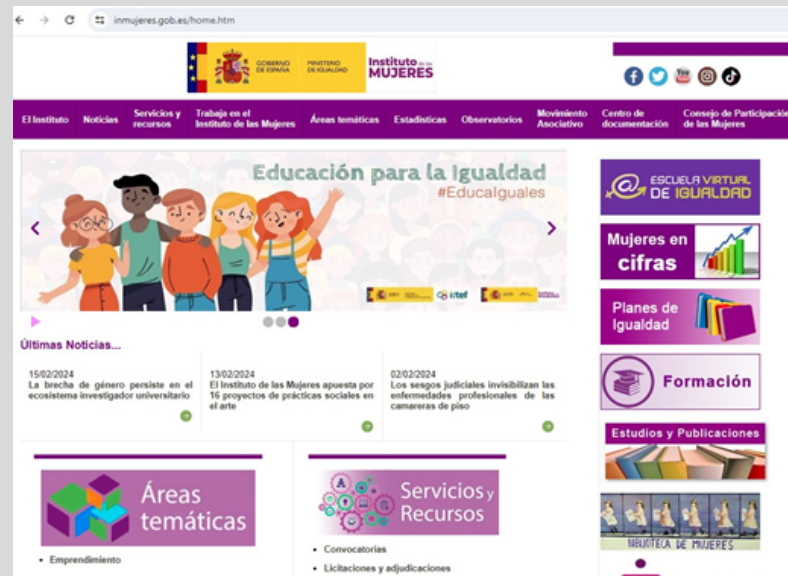 inmujeres.gob.es/home.htm
GOBIERNO
DE ESPAÑA
MINISTERIO
DE IGUALDAD
Instituto de las
MUJERES
El Instituto
Noticias
Servicios y
recursos
Trabaja en el
Instituto de las Mujeres
Áreas temáticas
Estadísticas
Observatorios
Movimiento
Asociativo
Centro de
documentación
Consejo de Participación
de las Mujeres
Educación para la Igualdad
#EducaIguales
intef
ESCUELA VIRTUAL
DE IGUALDAD
Mujeres en
cifras
Planes de
Igualdad
Formación
Estudios y Publicaciones
BIBLIOTECA DE MUJERES
Últimas Noticias...
15/02/2024
La brecha de género persiste en el
ecosistema investigador universitario
13/02/2024
El Instituto de las Mujeres apuesta por
16 proyectos de prácticas sociales en
el arte
02/02/2024
Los sesgos judiciales invisibilizan las
enfermedades profesionales de las
camareras de piso
Áreas
temáticas
• Emprendimiento
Servicios y
Recursos
• Convocatorias
• Licitaciones y adjudicaciones